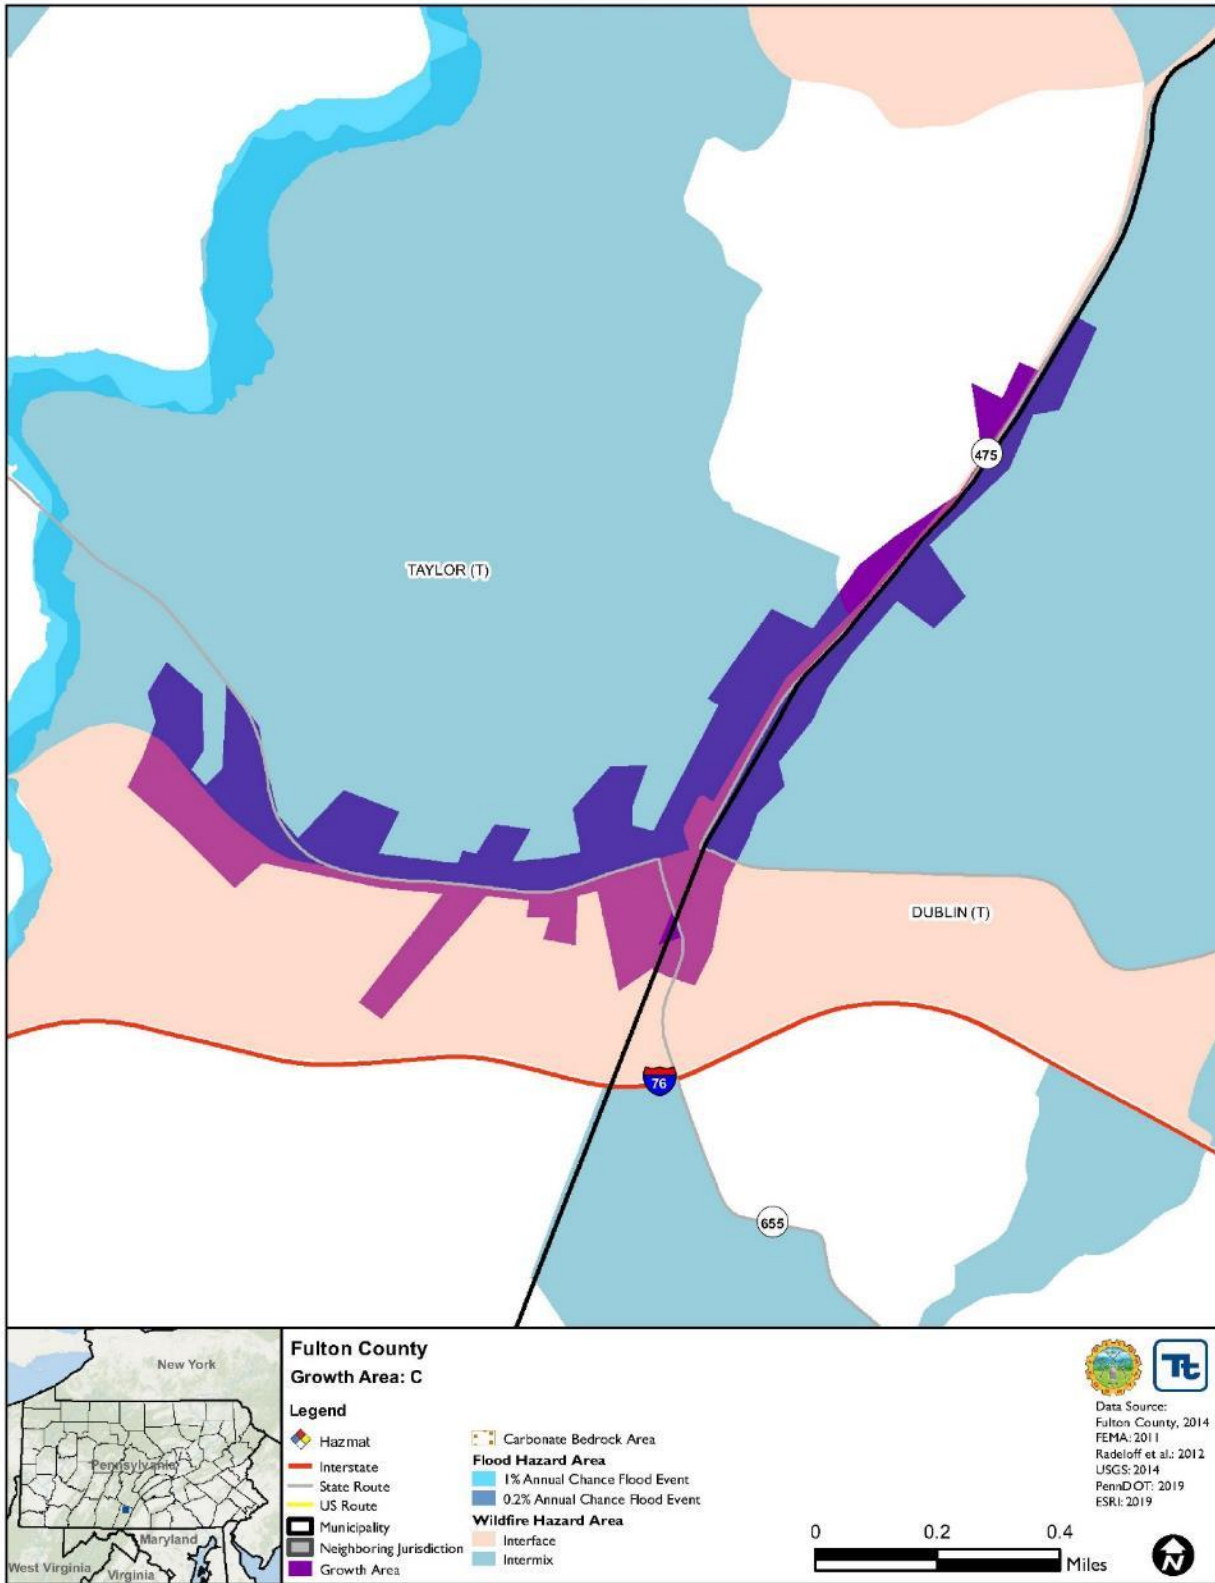 475
TAYLOR (T)
DUBLIN (T)
76
655
New York
Pennsylvania
Maryland
West Virginia
Virginia
Fulton County
Growth Area: C
Legend
Hazmat
Interstate
State Route
US Route
Municipality
Neighboring Jurisdiction
Growth Area
Carbonate Bedrock Area
Flood Hazard Area
1% Annual Chance Flood Event
0.2% Annual Chance Flood Event
Wildfire Hazard Area
Interface
Intermix
Tt
Data Source:
Fulton County, 2014
FEMA: 2011
Radeloff et al.: 2012
USGS: 2014
PennDOT: 2019
ESRI: 2019
0 0.2 0.4
Miles
N